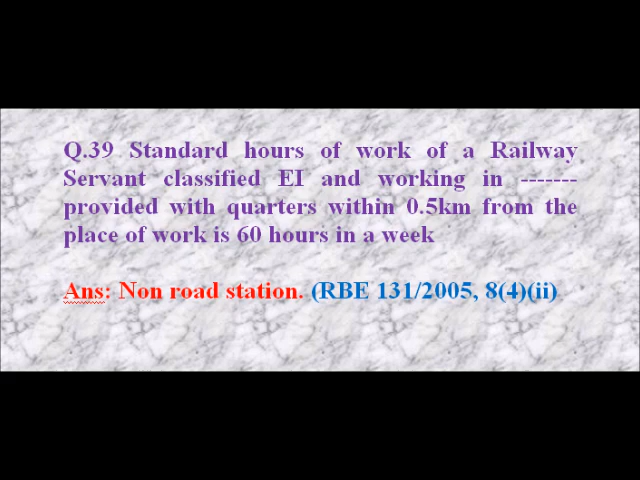 Q.39 Standard hours of work of a Railway
Servant classified EI and working in -------
provided with quarters within 0.5km from the
place of work is 60 hours in a week
Ans: Non road station. (RBE 131/2005, 8(4)(ii)